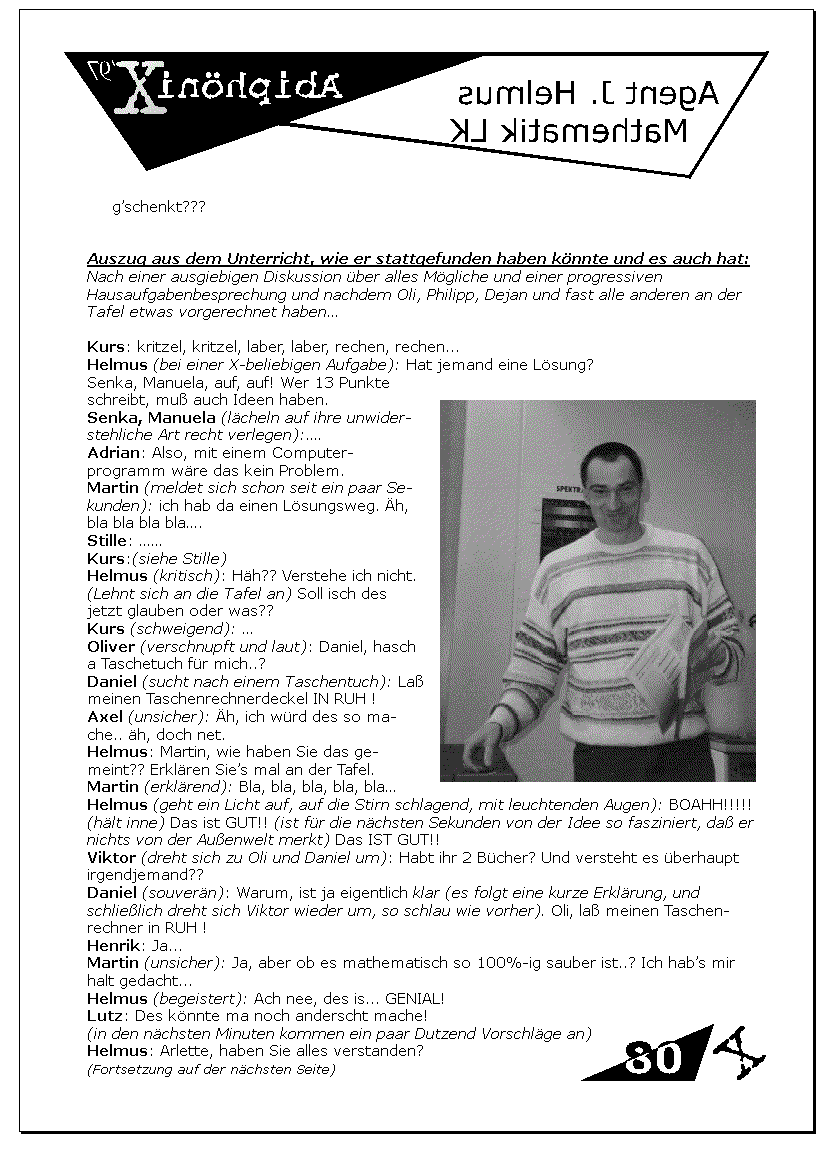 Abiphöni X '97
Agent J. Helmus
Mathematik LK
g'schenkt???
Auszug aus dem Unterricht, wie er stattgefunden haben könnte und es auch hat:
Nach einer ausgiebigen Diskussion über alles Mögliche und einer progressiven
Hausaufgabenbesprechung und nachdem Oli, Philipp, Dejan und fast alle anderen an der
Tafel etwas vorgerechnet haben...
Kurs: kritzel, kritzel, laber, laber, rechen, rechen...
Helmus (bei einer X-beliebigen Aufgabe): Hat jemand eine Lösung?
Senka, Manuela, auf, auf! Wer 13 Punkte
schreibt, muß auch Ideen haben.
Senka, Manuela (lächeln auf ihre unwider-
stehliche Art recht verlegen):....
Adrian: Also, mit einem Computer-
programm wäre das kein Problem.
Martin (meldet sich schon seit ein paar Se-
kunden): ich hab da einen Lösungsweg. Äh,
bla bla bla bla....
Stille: ......
Kurs:(siehe Stille)
Helmus (kritisch): Häh?? Verstehe ich nicht.
(Lehnt sich an die Tafel an) Soll isch des
jetzt glauben oder was??
Kurs (schweigend): ...
Oliver (verschnupft und laut): Daniel, hasch
a Taschetuch für mich..?
Daniel (sucht nach einem Taschentuch): Laß
meinen Taschenrechnerdeckel IN RUH !
Axel (unsicher): Äh, ich würd des so ma-
che.. äh, doch net.
Helmus: Martin, wie haben Sie das ge-
meint?? Erklären Sie's mal an der Tafel.
Martin (erklärend): Bla, bla, bla, bla, bla...
SPEKTR
Helmus (geht ein Licht auf, auf die Stirn schlagend, mit leuchtenden Augen): BOAHH!!!!!
(hält inne) Das ist GUT!! (ist für die nächsten Sekunden von der Idee so fasziniert, daß er
nichts von der Außenwelt merkt) Das IST GUT!!
Viktor (dreht sich zu Oli und Daniel um): Habt ihr 2 Bücher? Und versteht es überhaupt
irgendjemand??
Daniel (souverän): Warum, ist ja eigentlich klar (es folgt eine kurze Erklärung, und
schließlich dreht sich Viktor wieder um, so schlau wie vorher). Oli, laß meinen Taschen-
rechner in RUH !
Henrik: Ja...
Martin (unsicher): Ja, aber ob es mathematisch so 100%-ig sauber ist..? Ich hab's mir
halt gedacht...
Helmus (begeistert): Ach nee, des is... GENIAL!
Lutz: Des könnte ma noch anderscht mache!
(in den nächsten Minuten kommen ein paar Dutzend Vorschläge an)
Helmus: Arlette, haben Sie alles verstanden?
(Fortsetzung auf der nächsten Seite)
80 X